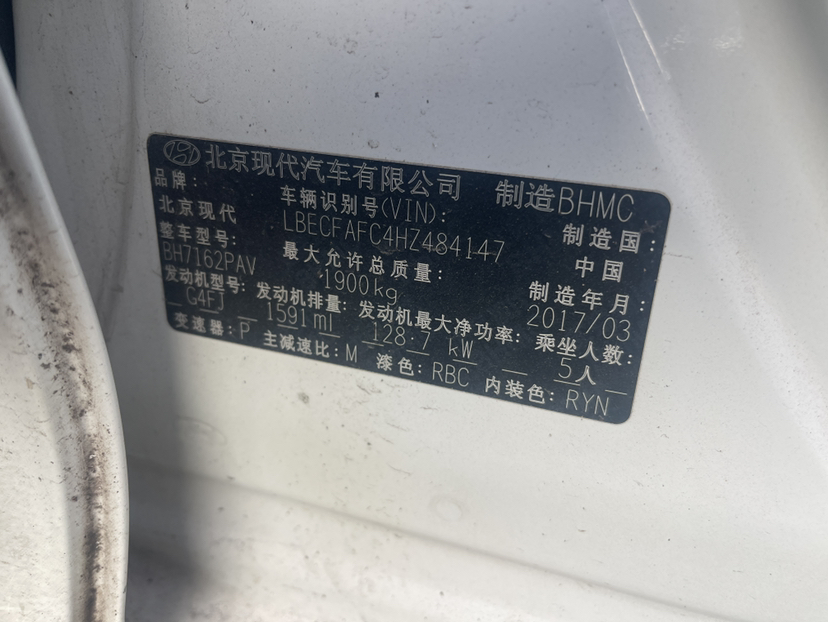 北京现代汽车有限公司 制造BHMC
品牌: 车辆识别号(VIN): 制造国:
北京现代 LBECFAFC4HZ484147 中国
整车型号: 最大允许总质量: 制造年月:
BH7162PAV 1900kg 2017/03
发动机型号: 发动机排量: 发动机最大净功率: 乘坐人数:
G4FJ 1591ml 128.7 kW 5人
变速器: P 主减速比: M 漆色: RBC 内装色: RYN